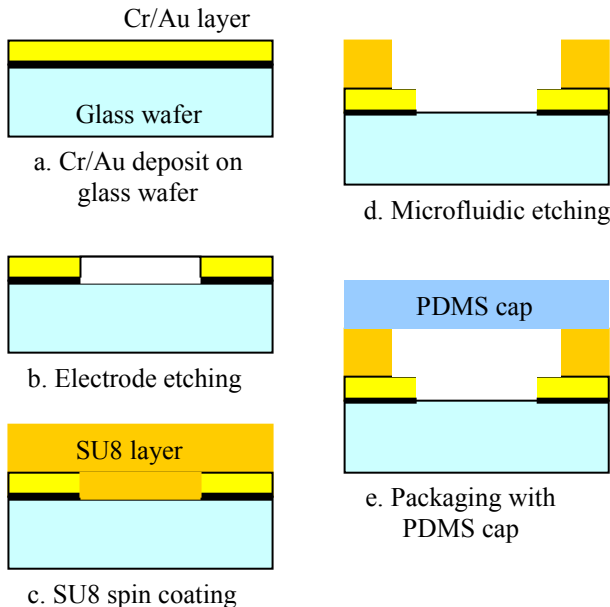 Cr/Au layer
Glass wafer
a. Cr/Au deposit on
glass wafer
b. Electrode etching
SU8 layer
c. SU8 spin coating
d. Microfluidic etching
PDMS cap
e. Packaging with
PDMS cap